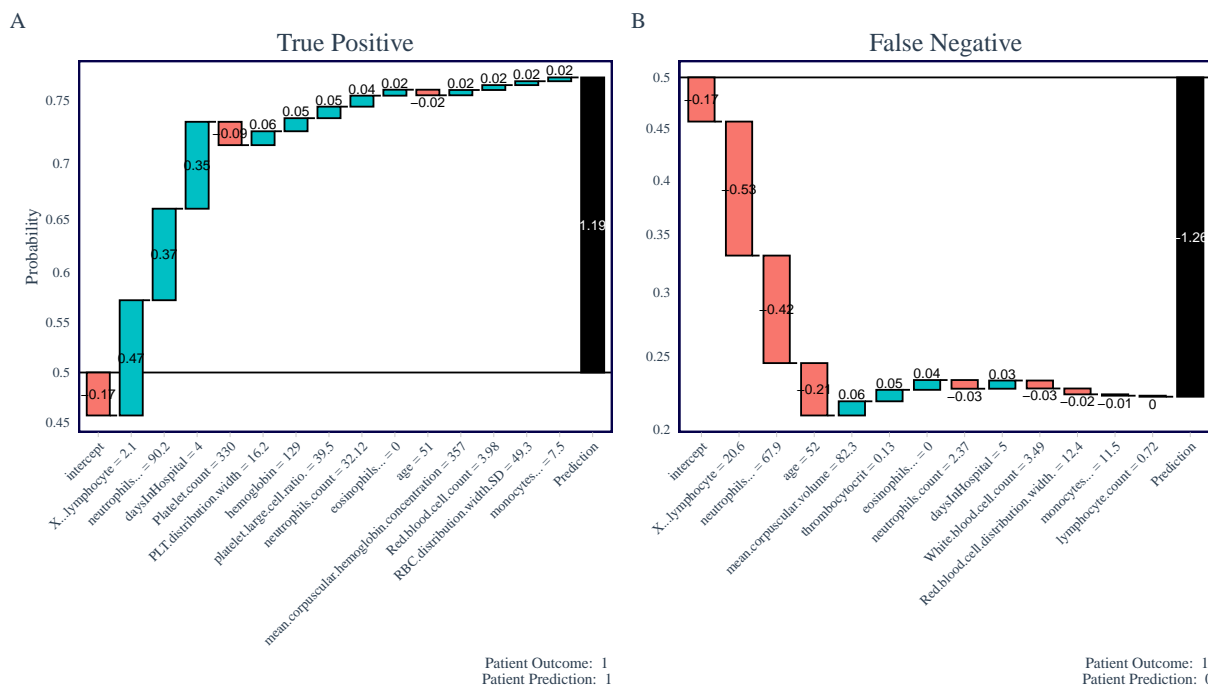 A
True Positive
Probability
0.75
0.7
0.65
0.6
0.55
0.5
0.45
−0.17
0.47
0.37
0.35
−0.09
0.06
0.05
0.05
0.04
0.02
−0.02
0.02
0.02
0.02
0.02
1.19
intercept
X...lymphocyte = 2.1
neutrophils... = 90.2
daysInHospital = 4
Platelet.count = 330
PLT.distribution.width = 16.2
hemoglobin = 129
platelet.large.cell.ratio. = 39.5
neutrophils.count = 32.12
eosinophils... = 0
age = 51
mean.corpuscular.hemoglobin.concentration = 357
Red.blood.cell.count = 3.98
RBC.distribution.width.SD = 49.3
monocytes... = 7.5
Prediction
Patient Outcome: 1
Patient Prediction: 1
B
False Negative
0.5
0.45
0.4
0.35
0.3
0.25
0.2
−0.17
−0.53
−0.42
−0.21
0.06
0.05
0.04
−0.03
0.03
−0.03
−0.02
−0.01
0
−1.26
intercept
X...lymphocyte = 20.6
neutrophils... = 67.9
age = 52
mean.corpuscular.volume = 82.3
thrombocytocrit = 0.13
eosinophils... = 0
neutrophils.count = 2.37
daysInHospital = 5
White.blood.cell.count = 3.49
Red.blood.cell.distribution.width. = 12.4
monocytes... = 11.5
lymphocyte.count = 0.72
Prediction
Patient Outcome: 1
Patient Prediction: 0